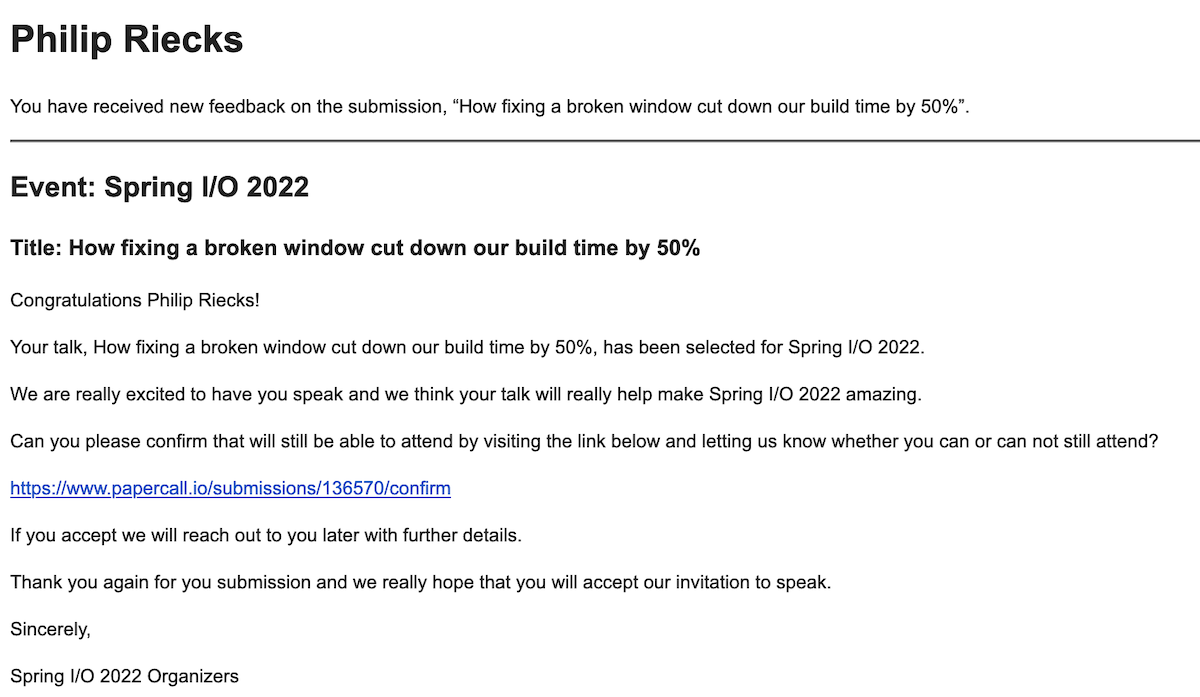 Philip Riecks
You have received new feedback on the submission, “How fixing a broken window cut down our build time by 50%”.
Event: Spring I/O 2022
Title: How fixing a broken window cut down our build time by 50%
Congratulations Philip Riecks!
Your talk, How fixing a broken window cut down our build time by 50%, has been selected for Spring I/O 2022.
We are really excited to have you speak and we think your talk will really help make Spring I/O 2022 amazing.
Can you please confirm that will still be able to attend by visiting the link below and letting us know whether you can or can not still attend?
https://www.papercall.io/submissions/136570/confirm
If you accept we will reach out to you later with further details.
Thank you again for you submission and we really hope that you will accept our invitation to speak.
Sincerely,
Spring I/O 2022 Organizers